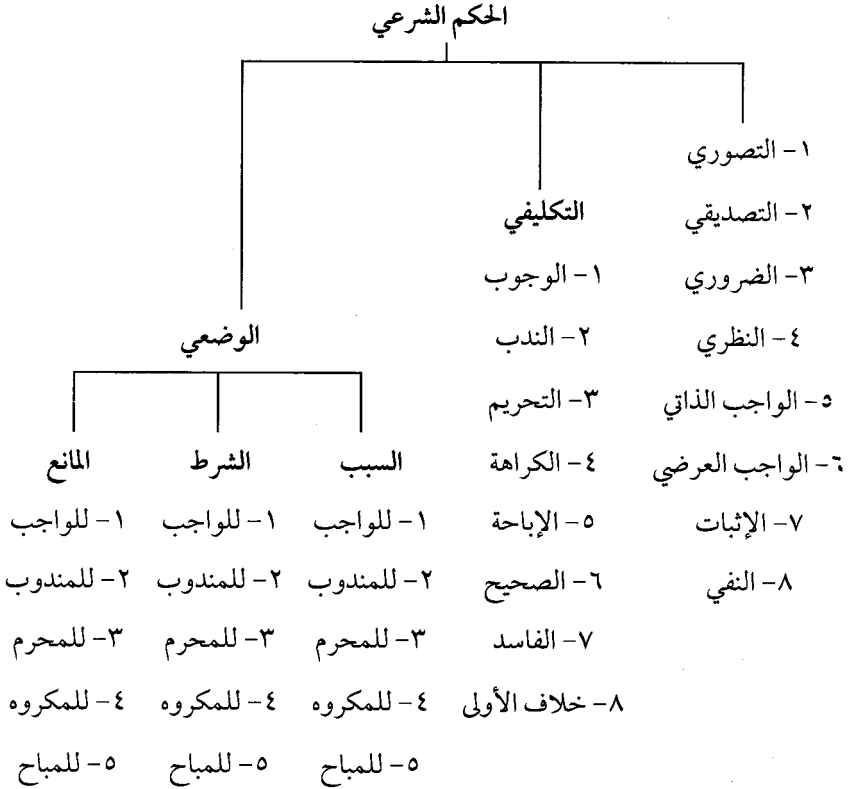 الحكم الشرعي
١- التصوري
٢- التصديقي
٣- الضروري
٤- النظري
٥- الواجب الذاتي
٦- الواجب العرضي
٧- الإثبات
٨- النفي
التكليفي
١- الوجوب
٢- الندب
٣- التحريم
٤- الكراهة
٥- الإباحة
٦- الصحيح
٧- الفاسد
٨- خلاف الأولى
الوضعي
السبب
١- للواجب
٢- للمندوب
٣- للمحرم
٤- للمكروه
٥- للمباح
الشرط
١- للواجب
٢- للمندوب
٣- للمحرم
٤- للمكروه
٥- للمباح
المانع
١- للواجب
٢- للمندوب
٣- للمحرم
٤- للمكروه
٥- للمباح